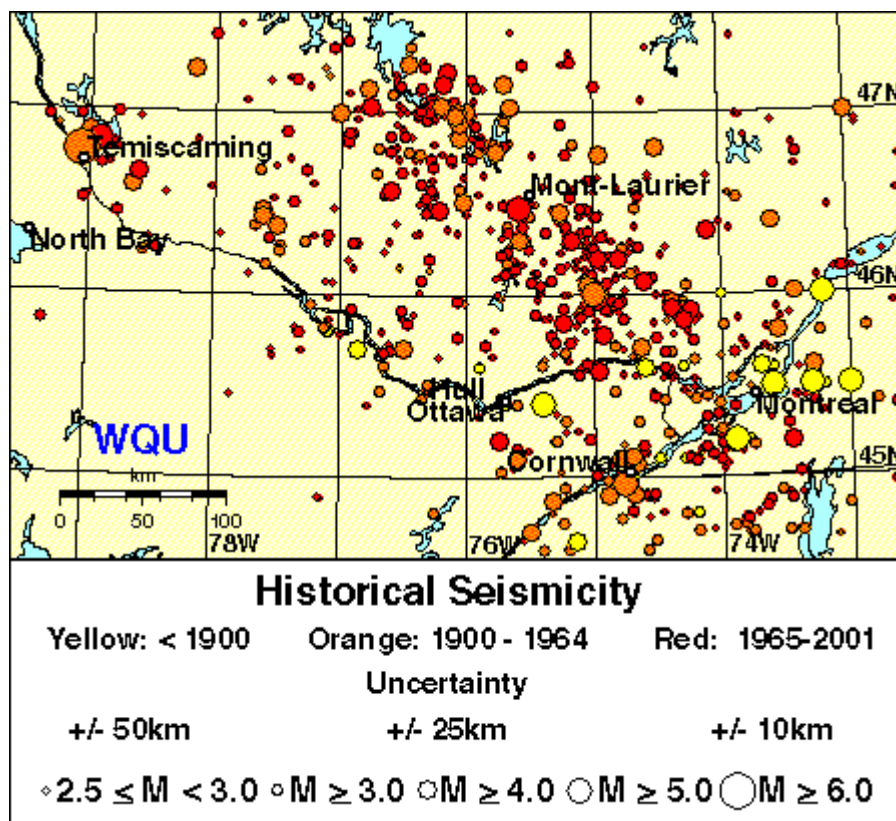 47N
Temiscaming
Mont-Laurier
North Bay
46N
Hull
Ottawa
Montreal
WQU
Cornwall
45N
km
0 50 100
78W 76W 74W
Historical Seismicity
Yellow: < 1900 Orange: 1900 - 1964 Red: 1965-2001
Uncertainty
+/- 50km +/- 25km +/- 10km
2.5 ≤ M < 3.0 M ≥ 3.0 M ≥ 4.0 M ≥ 5.0 M ≥ 6.0